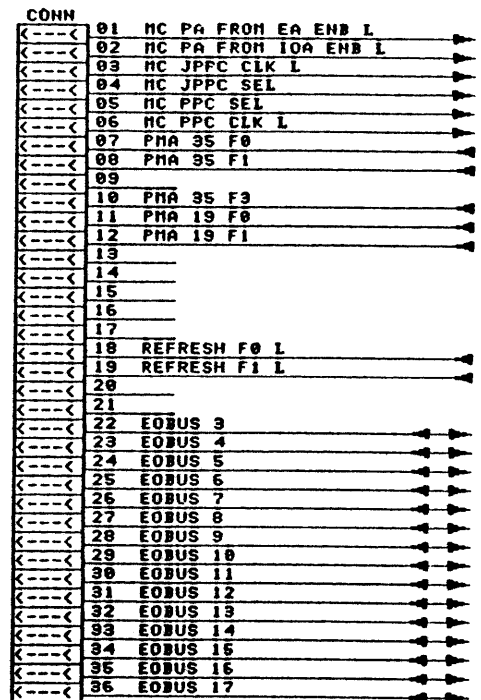 CONN
<---< 01 MC PA FROM EA ENB L
<---< 02 MC PA FROM IOA ENB L
<---< 03 MC JPPC CLK L
<---< 04 MC JPPC SEL
<---< 05 MC PPC SEL
<---< 06 MC PPC CLK L
<---< 07 PMA 35 F0
<---< 08 PMA 35 F1
<---< 09
<---< 10 PMA 35 F3
<---< 11 PMA 19 F0
<---< 12 PMA 19 F1
<---< 13
<---< 14
<---< 15
<---< 16
<---< 17
<---< 18 REFRESH F0 L
<---< 19 REFRESH F1 L
<---< 20
<---< 21
<---< 22 EOBUS 3
<---< 23 EOBUS 4
<---< 24 EOBUS 5
<---< 25 EOBUS 6
<---< 26 EOBUS 7
<---< 27 EOBUS 8
<---< 28 EOBUS 9
<---< 29 EOBUS 10
<---< 30 EOBUS 11
<---< 31 EOBUS 12
<---< 32 EOBUS 13
<---< 33 EOBUS 14
<---< 34 EOBUS 15
<---< 35 EOBUS 16
<---< 36 EOBUS 17